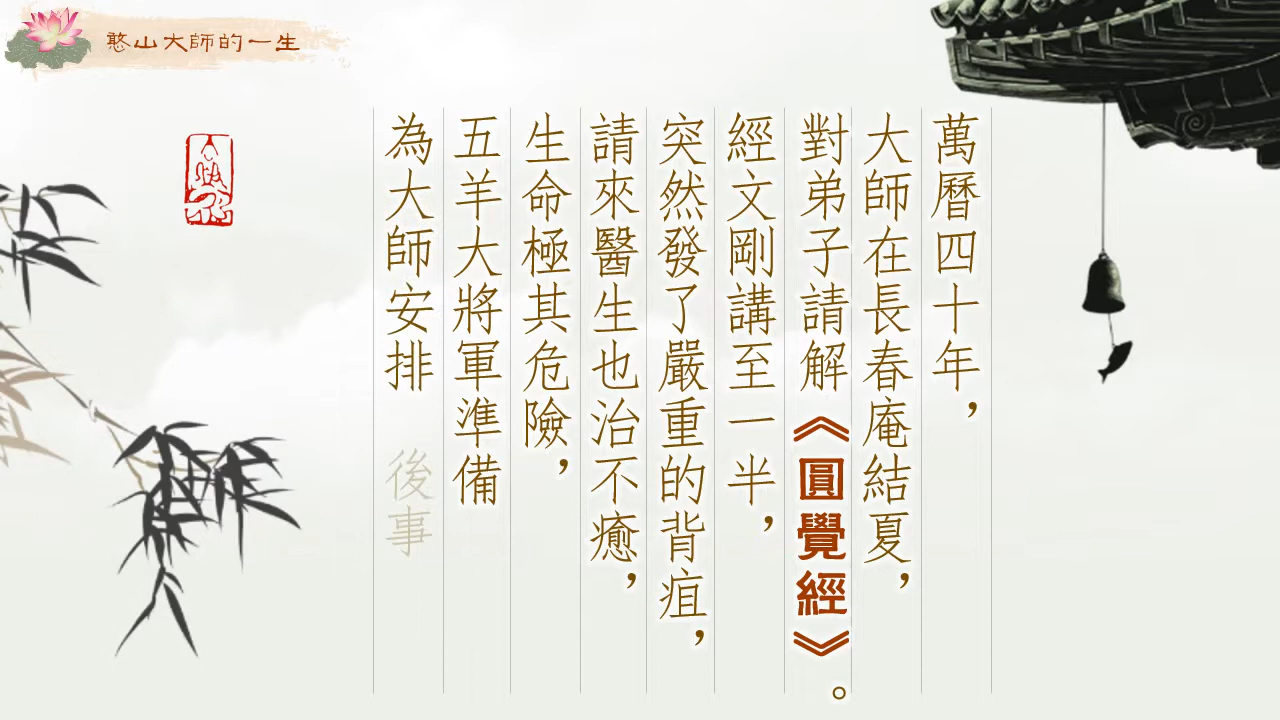 憨山大師的一生
萬曆四十年，
大師在長春庵結夏，
對弟子請解《圓覺經》。
經文剛講至一半，
突然發了嚴重的背疽，
請來醫生也治不癒，
生命極其危險，
五羊大將軍準備
為大師安排 後事